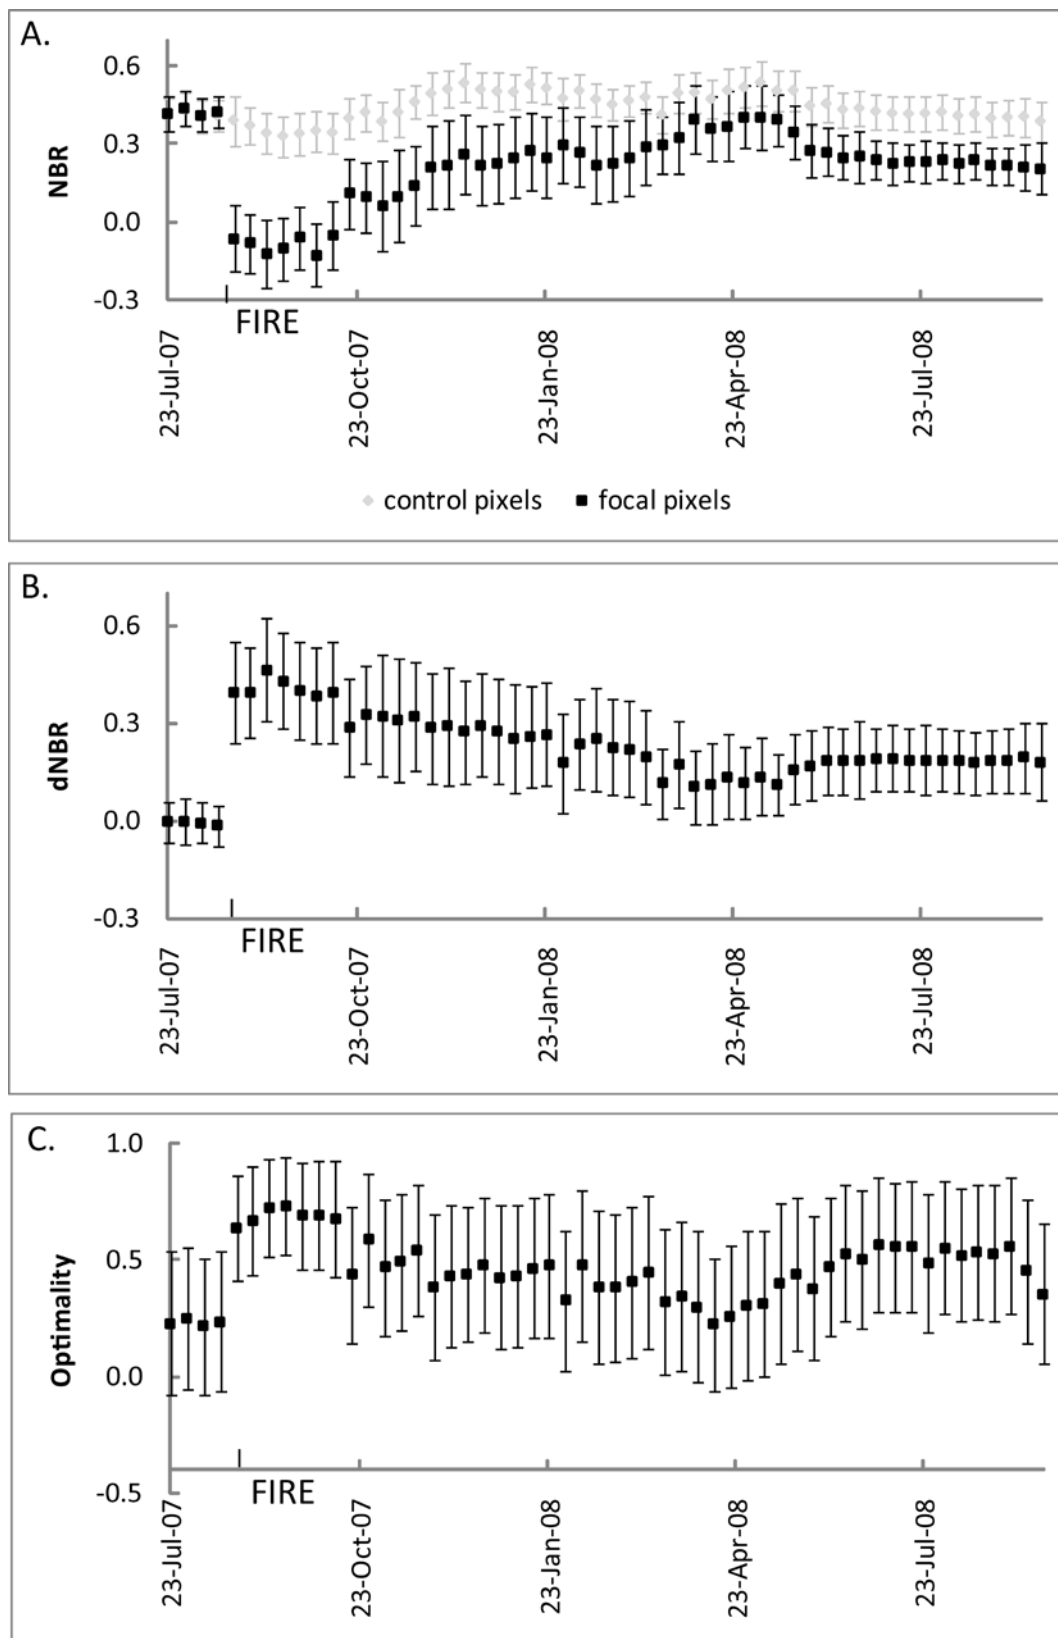 A.
0.6
0.3
0.0
-0.3
NBR
FIRE
23-Jul-07
23-Oct-07
23-Jan-08
23-Apr-08
23-Jul-08
control pixels focal pixels
B.
0.6
0.3
0.0
-0.3
dNBR
FIRE
23-Jul-07
23-Oct-07
23-Jan-08
23-Apr-08
23-Jul-08
C.
1.0
0.5
0.0
-0.5
Optimality
FIRE
23-Jul-07
23-Oct-07
23-Jan-08
23-Apr-08
23-Jul-08